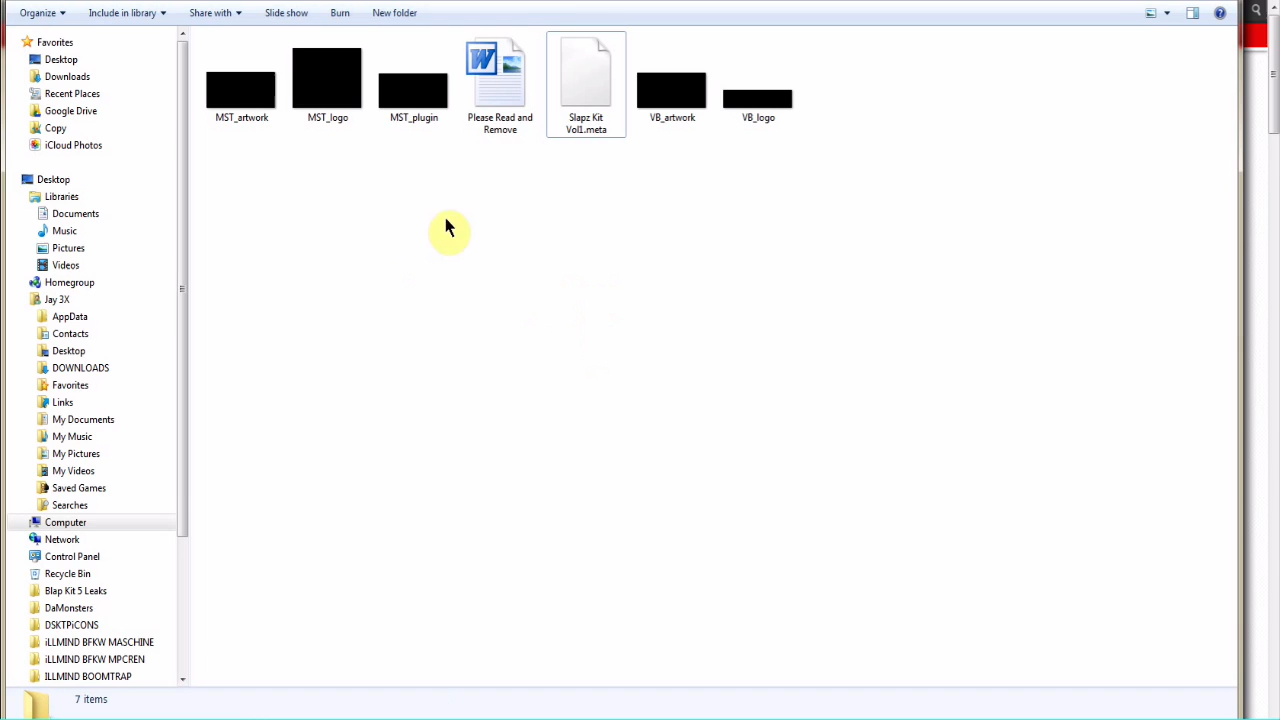 Organize Include in library Share with Slide show Burn New folder
Favorites
Desktop
Downloads
Recent Places
Google Drive
Copy
iCloud Photos
Desktop
Libraries
Documents
Music
Pictures
Videos
Homegroup
Jay 3X
AppData
Contacts
Desktop
DOWNLOADS
Favorites
Links
My Documents
My Music
My Pictures
My Videos
Saved Games
Searches
Computer
Network
Control Panel
Recycle Bin
Blap Kit 5 Leaks
DaMonsters
DSKTPiCONS
iLLMIND BFKW MASCHINE
iLLMIND BFKW MPCREN
ILLMIND BOOMTRAP
MST_artwork
MST_logo
MST_plugin
Please Read and
Remove
Slapz Kit
Vol1.meta
VB_artwork
VB_logo
7 items